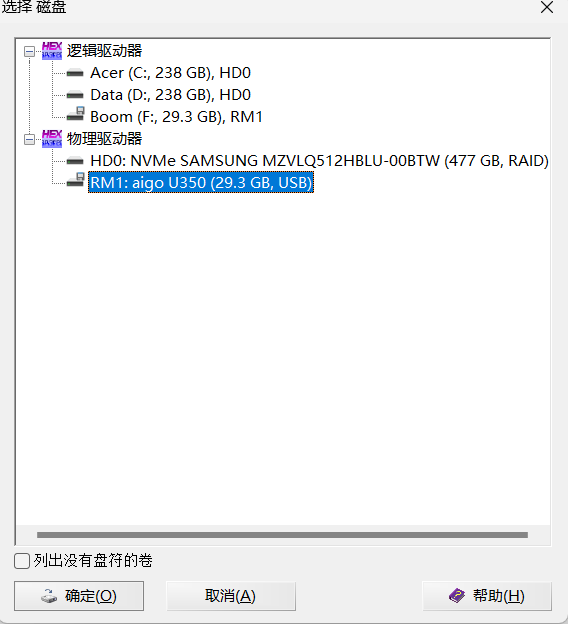 选择 磁盘
HEX
逻辑驱动器
Acer (C:, 238 GB), HD0
Data (D:, 238 GB), HD0
Boom (F:, 29.3 GB), RM1
HEX
物理驱动器
HD0: NVMe SAMSUNG MZVLQ512HBLU-00BTW (477 GB, RAID)
RM1: aigo U350 (29.3 GB, USB)
列出没有盘符的卷
确定(O)
取消(A)
帮助(H)